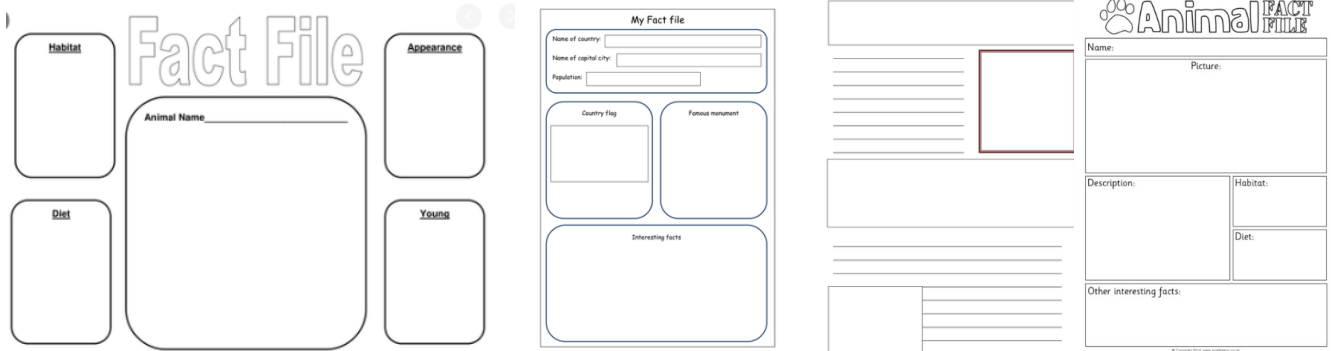 Fact File
Habitat
Appearance
Animal Name
Diet
Young
My Fact file
Name of country:
Name of capital city:
Population:
Country flag
Famous monument
Interesting facts
Animal FACT FILE
Name:
Picture:
Description:
Habitat:
Diet:
Other interesting facts: